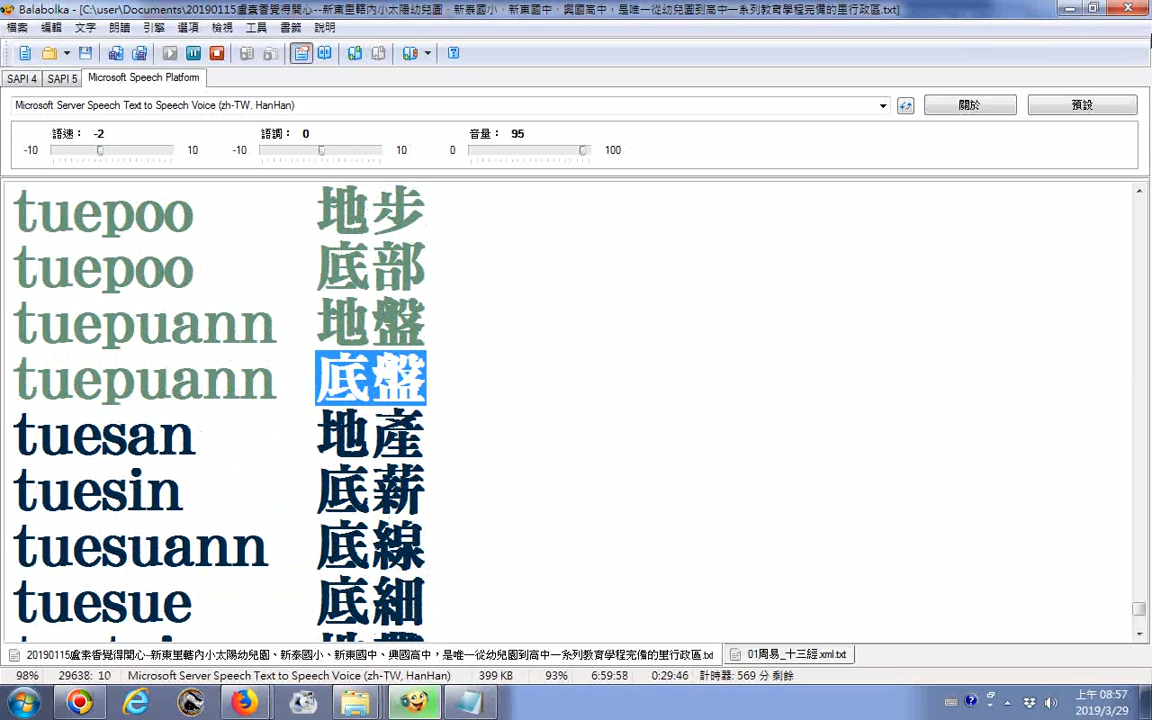 Balabolka - [C:\user\Documents\20190115盧素香覺得開心--新東里轄內小太陽幼兒園、新泰國小、新東國中、興國高中，是唯一從幼兒園到高中一系列教育學程完備的里行政區.txt]
檔案 編輯 文字 朗讀 引擎 選項 檢視 工具 書籤 說明
SAPI 4 SAPI 5 Microsoft Speech Platform
Microsoft Server Speech Text to Speech Voice (zh-TW, HanHan) 關於 預設
語速： -2 語調： 0 音量： 95
-10 10 -10 10 0 100
tuepoo 地步
tuepoo 底部
tuepuann 地盤
tuepuann 底盤
tuesan 地產
tuesin 底薪
tuesuann 底線
tuesue 底細
20190115盧素香覺得開心--新東里轄內小太陽幼兒園、新泰國小、新東國中、興國高中，是唯一從幼兒園到高中一系列教育學程完備的里行政區.txt 01周易_十三經.xml.txt
98% 29638: 10 Microsoft Server Speech Text to Speech Voice (zh-TW, HanHan) 399 KB 93% 6:59:58 0:29:46 計時器: 569 分 剩餘
上午 08:57
2019/3/29